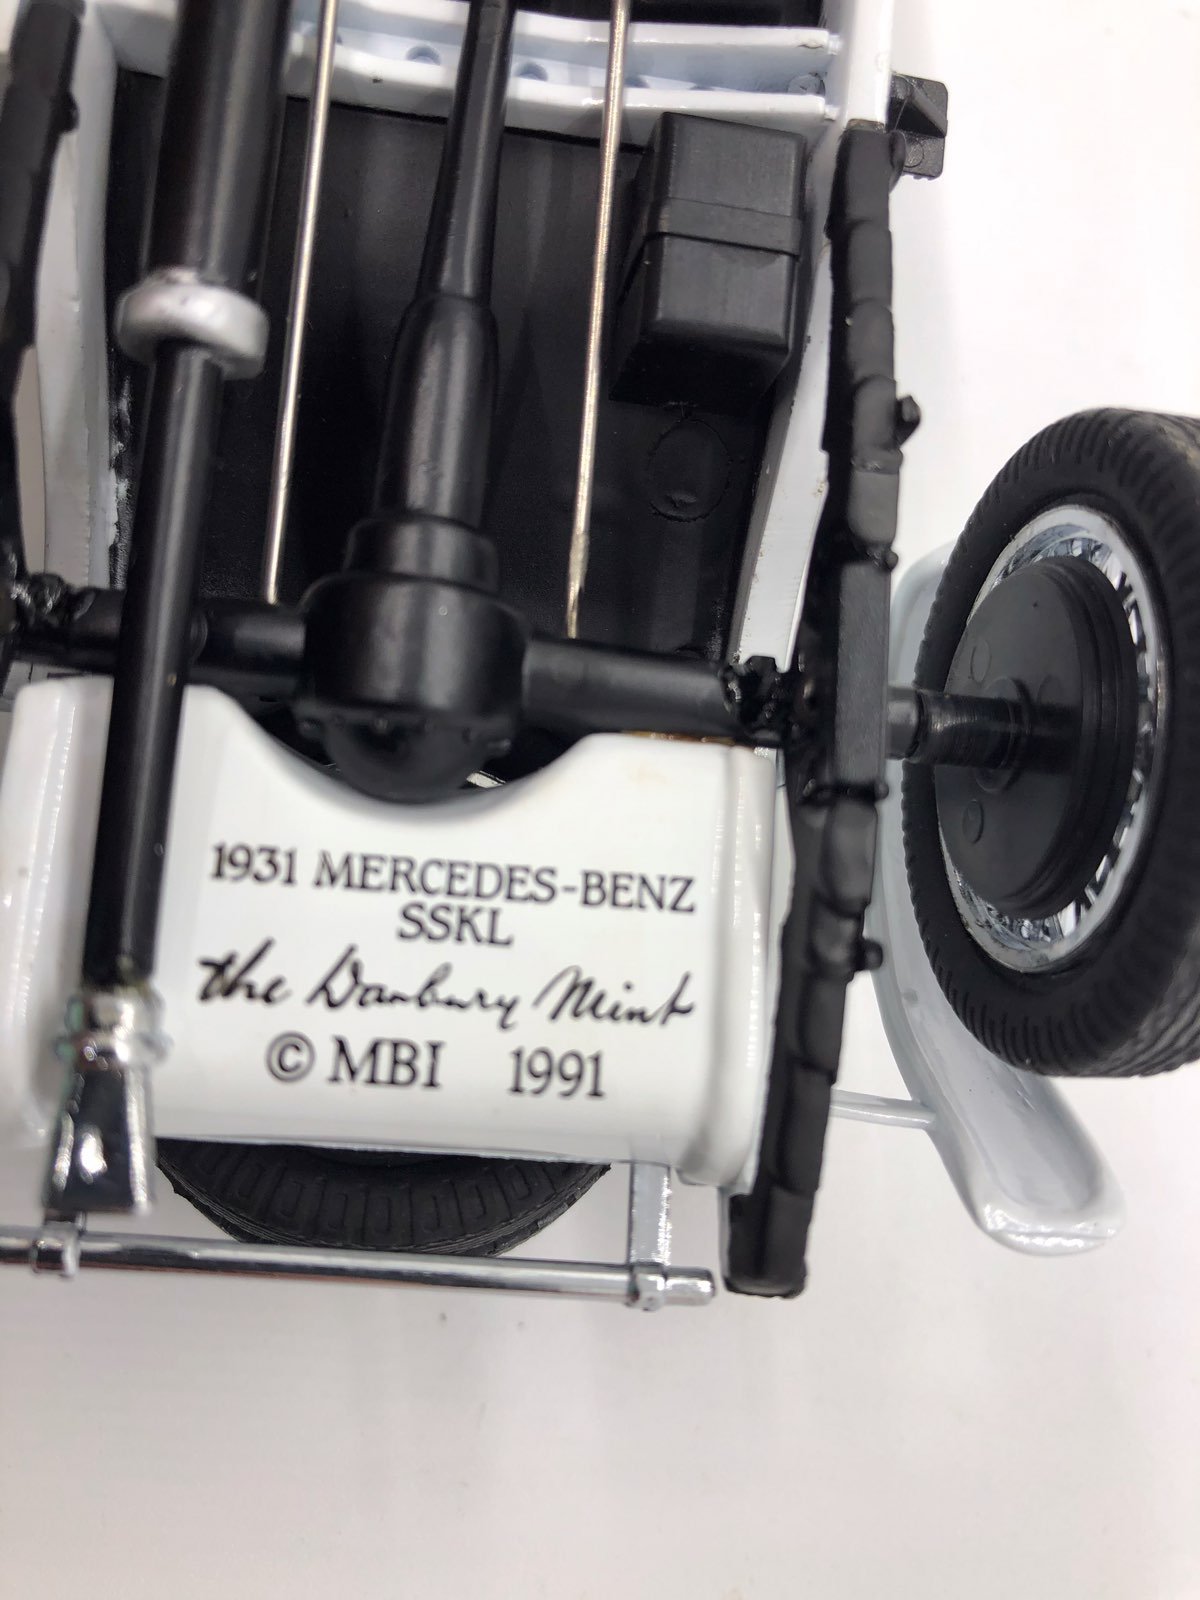 1931 MERCEDES-BENZ
SSKL
the Danbury Mint
© MBI 1991